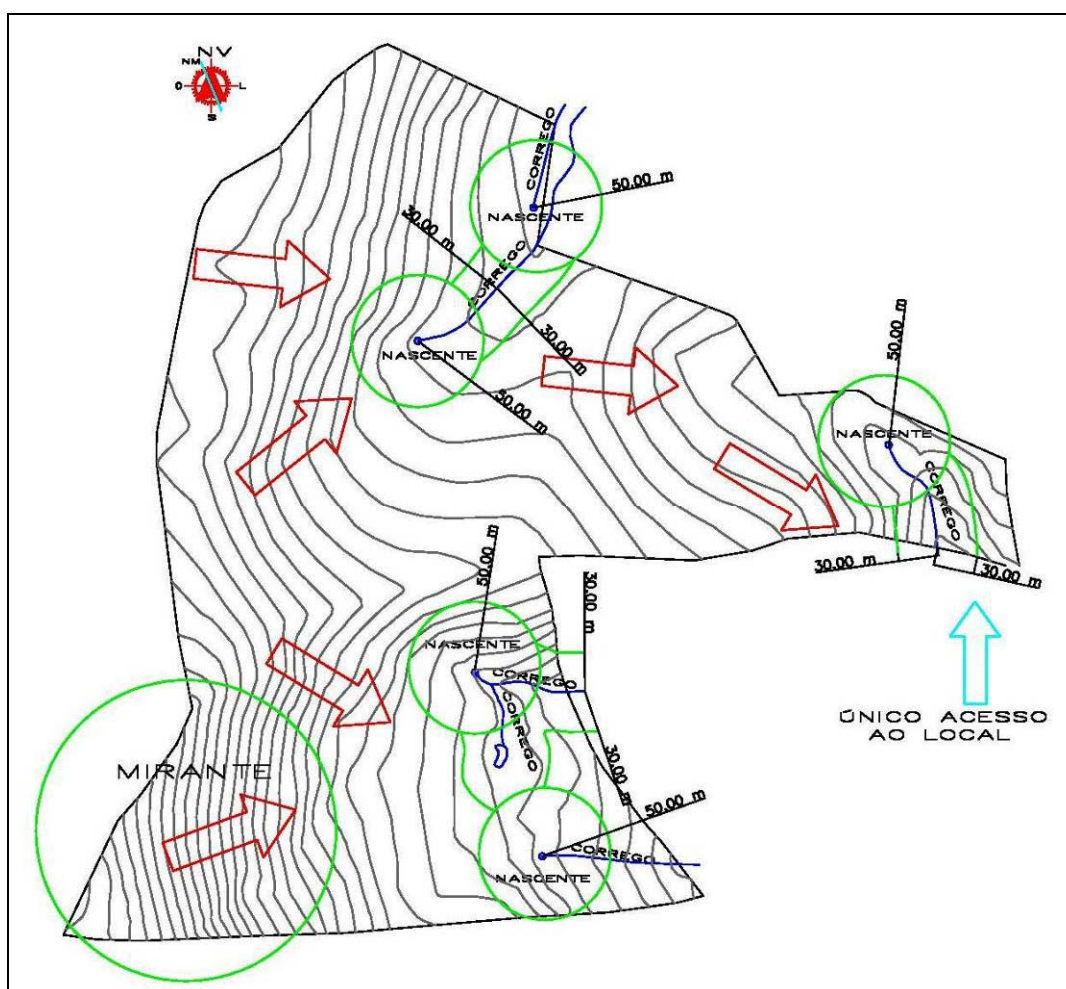 NV
NM
O
L
S
CORREGO
50.00 m
NASCENTE
30.00 m
CORREGO
30.00 m
NASCENTE
50.00 m
50.00 m
NASCENTE
CORREGO
30.00 m
30.00 m
50.00 m
30.00 m
NASCENTE
CORREGO
CORREGO
ÚNICO ACESSO
AO LOCAL
MIRANTE
30.00 m
50.00 m
CORREGO
NASCENTE